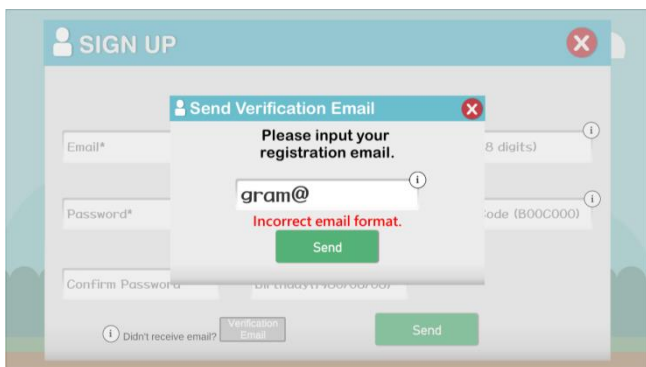 SIGN UP
Send Verification Email
Please input your
registration email.
Email*
8 digits)
gram@
Incorrect email format.
Password*
ode (B00C000)
Send
Confirm Password
Didn't receive email?
Verification
Email
Send